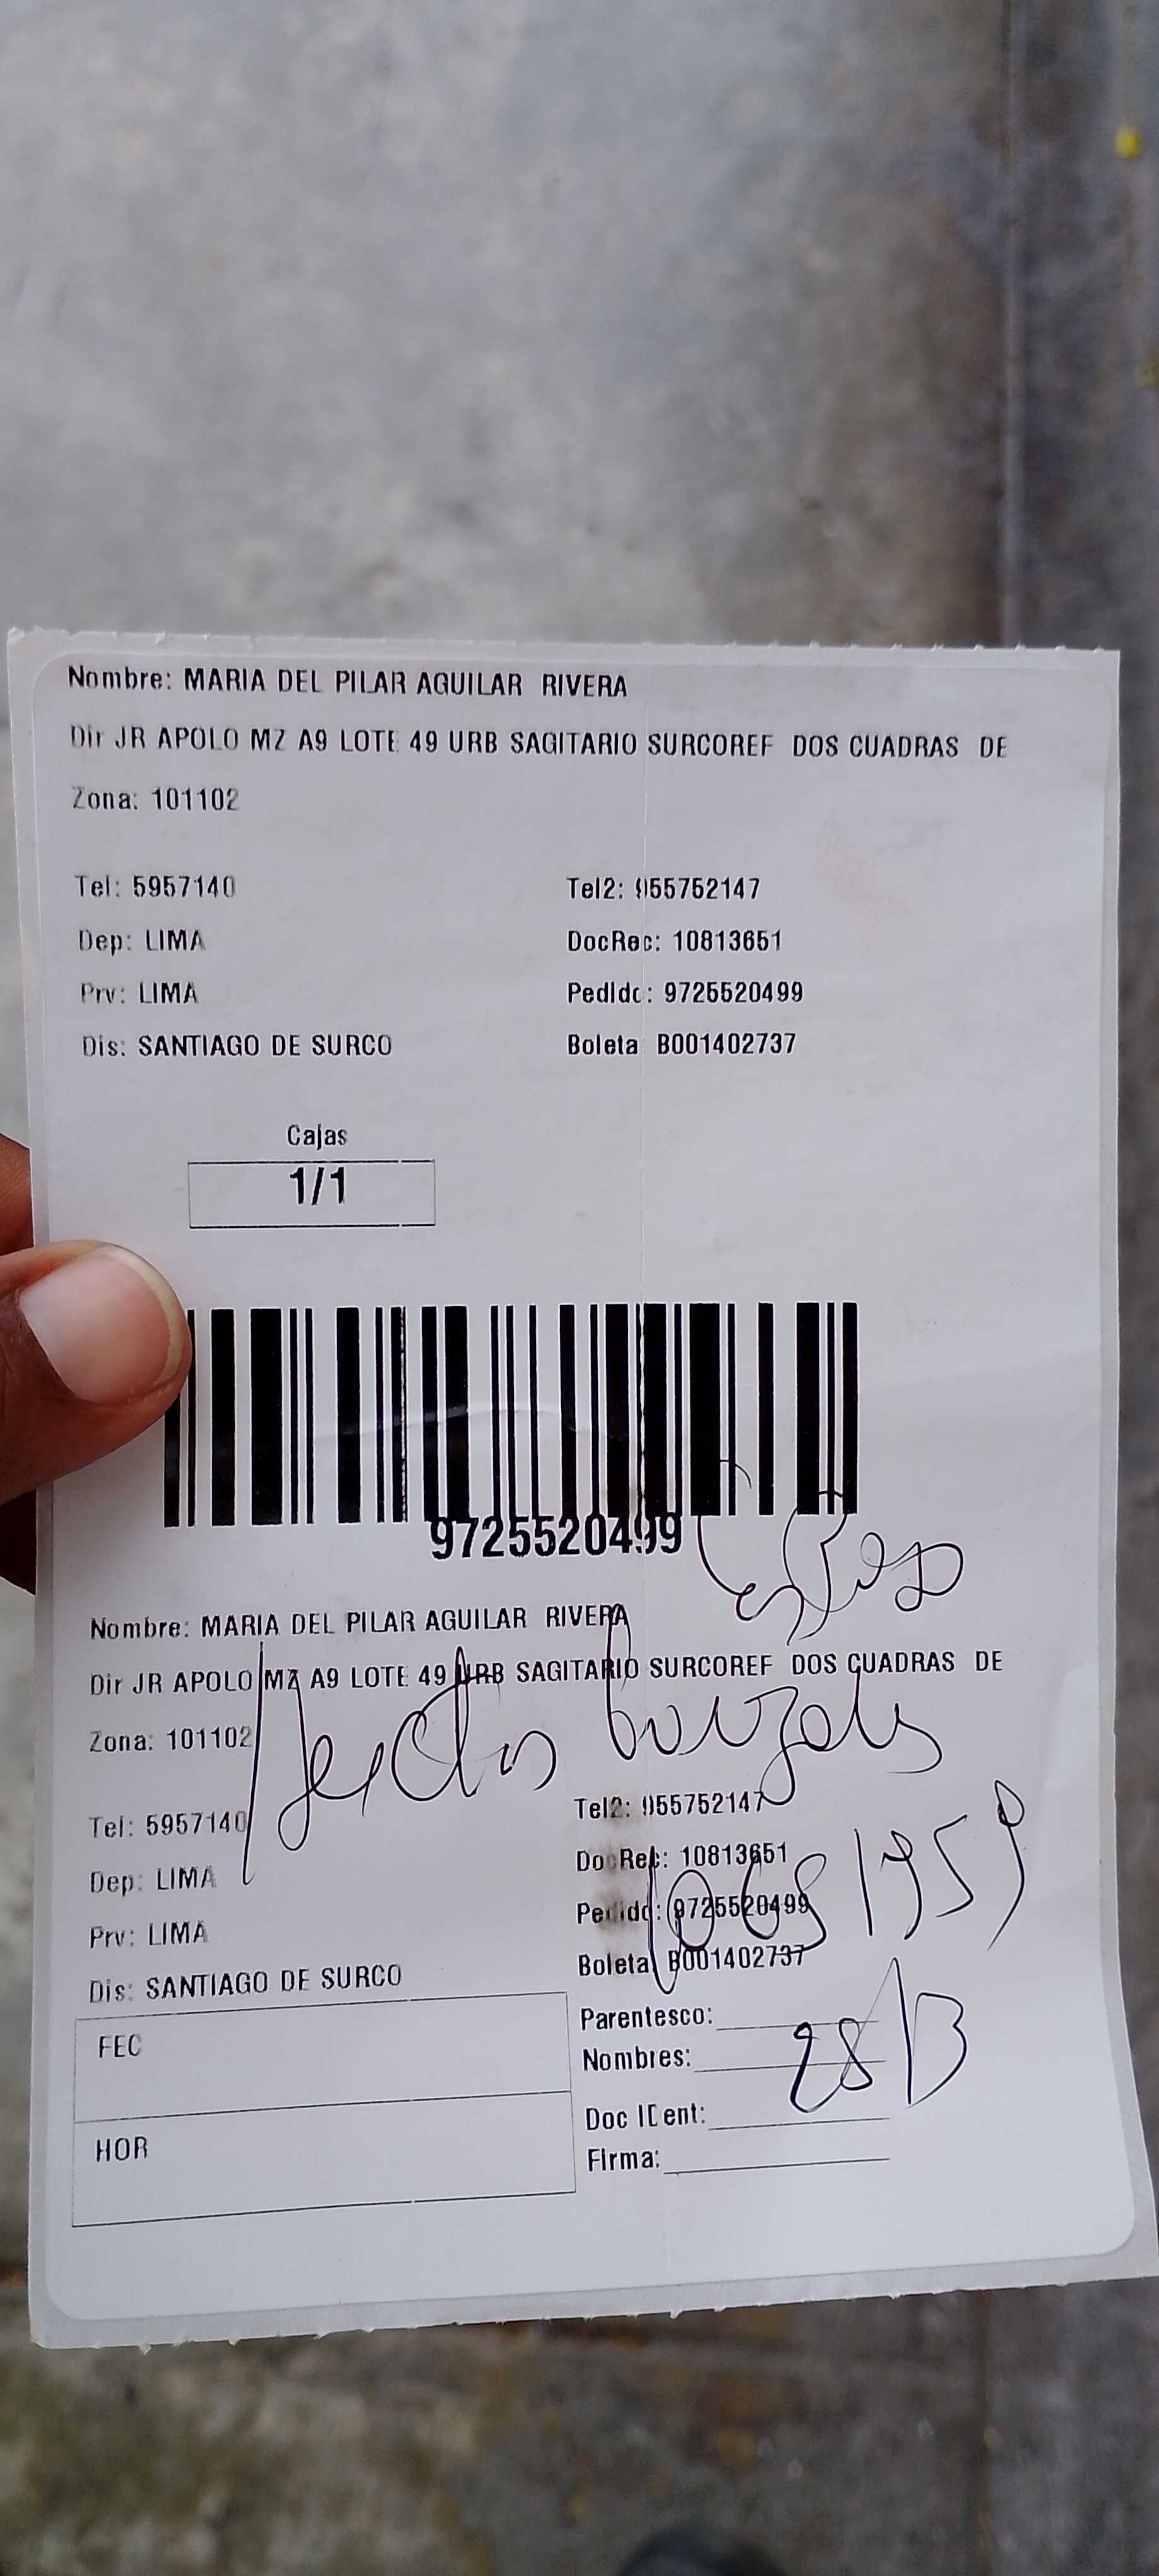 Nombre: MARIA DEL PILAR AGUILAR RIVERA
Dir JR APOLO MZ A9 LOTE 49 URB SAGITARIO SURCOREF DOS CUADRAS DE
Zona: 101102
Tel: 5957140 Tel2: 955752147
Dep: LIMA DocRec: 10813651
Prv: LIMA Pedido: 9725520499
Dis: SANTIAGO DE SURCO Boleta B001402737
Cajas
1/1
9725520499
Esposo
Nombre: MARIA DEL PILAR AGUILAR RIVERA
Dir JR APOLO MZ A9 LOTE 49 URB SAGITARIO SURCOREF DOS CUADRAS DE
Zona: 101102
Tel: 5957140 Tel2: 955752147
Dep: LIMA DocRec: 10813651
Prv: LIMA Pedido: 9725520499
Dis: SANTIAGO DE SURCO Boleta B001402737
FEC
HOR
Parentesco:
Nombres:
28/3
Doc IDent:
Firma: